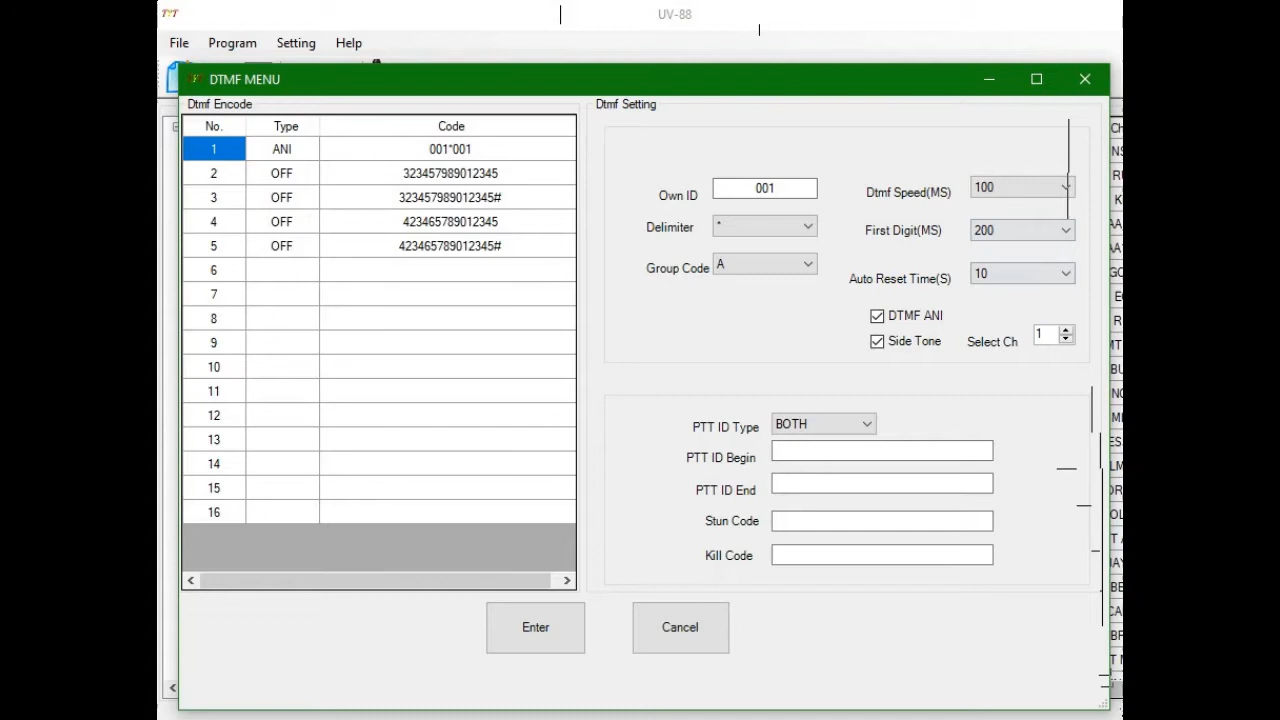 TYT
UV-88
File Program Setting Help
DTMF MENU
Dtmf Encode
No. Type Code
1 ANI 001*001
2 OFF 323457989012345
3 OFF 323457989012345#
4 OFF 423465789012345
5 OFF 423465789012345#
6
7
8
9
10
11
12
13
14
15
16
Dtmf Setting
Own ID 001
Delimiter *
Group Code A
Dtmf Speed(MS) 100
First Digit(MS) 200
Auto Reset Time(S) 10
DTMF ANI
Side Tone
Select Ch 1
PTT ID Type BOTH
PTT ID Begin
PTT ID End
Stun Code
Kill Code
Enter
Cancel